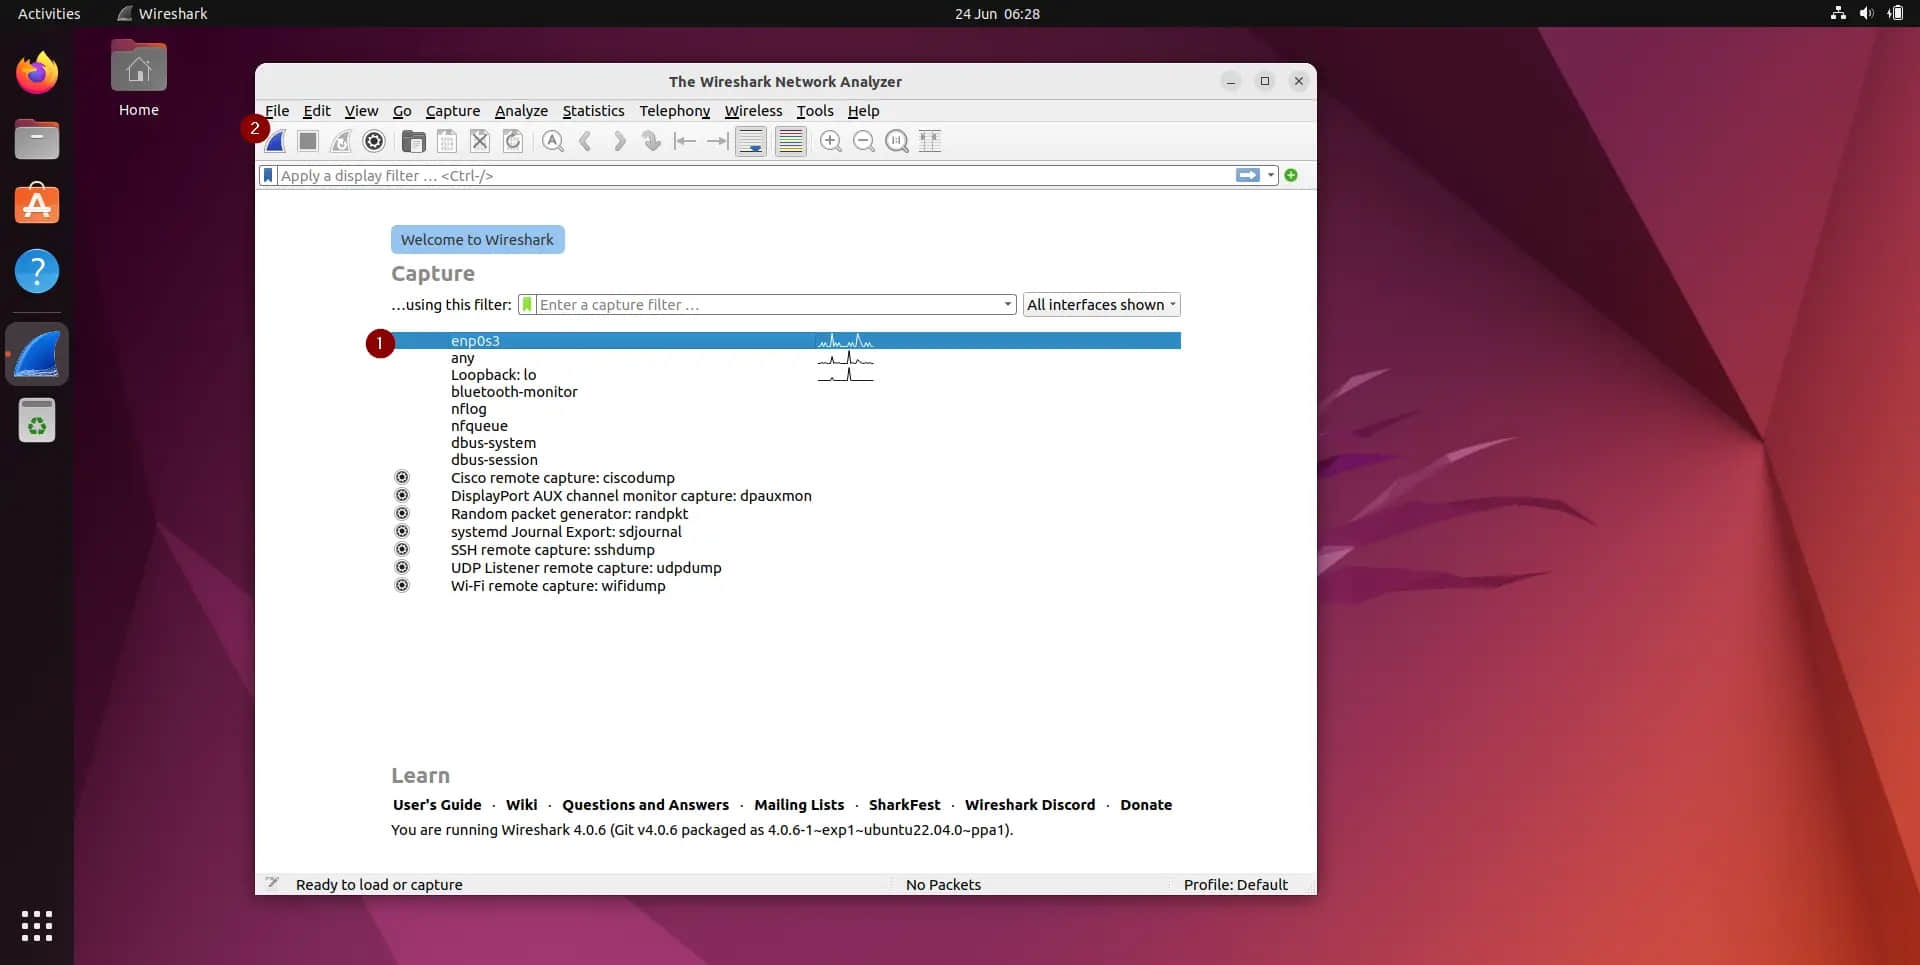 Activities Wireshark 24 Jun 06:28
Home
The Wireshark Network Analyzer
File Edit View Go Capture Analyze Statistics Telephony Wireless Tools Help
2
Apply a display filter … <Ctrl-/>
Welcome to Wireshark
Capture
…using this filter: Enter a capture filter … All interfaces shown
1 enp0s3
any
Loopback: lo
bluetooth-monitor
nflog
nfqueue
dbus-system
dbus-session
Cisco remote capture: ciscodump
DisplayPort AUX channel monitor capture: dpauxmon
Random packet generator: randpkt
systemd Journal Export: sdjournal
SSH remote capture: sshdump
UDP Listener remote capture: udpdump
Wi-Fi remote capture: wifidump
Learn
User's Guide · Wiki · Questions and Answers · Mailing Lists · SharkFest · Wireshark Discord · Donate
You are running Wireshark 4.0.6 (Git v4.0.6 packaged as 4.0.6-1~exp1~ubuntu22.04.0~ppa1).
Ready to load or capture No Packets Profile: Default